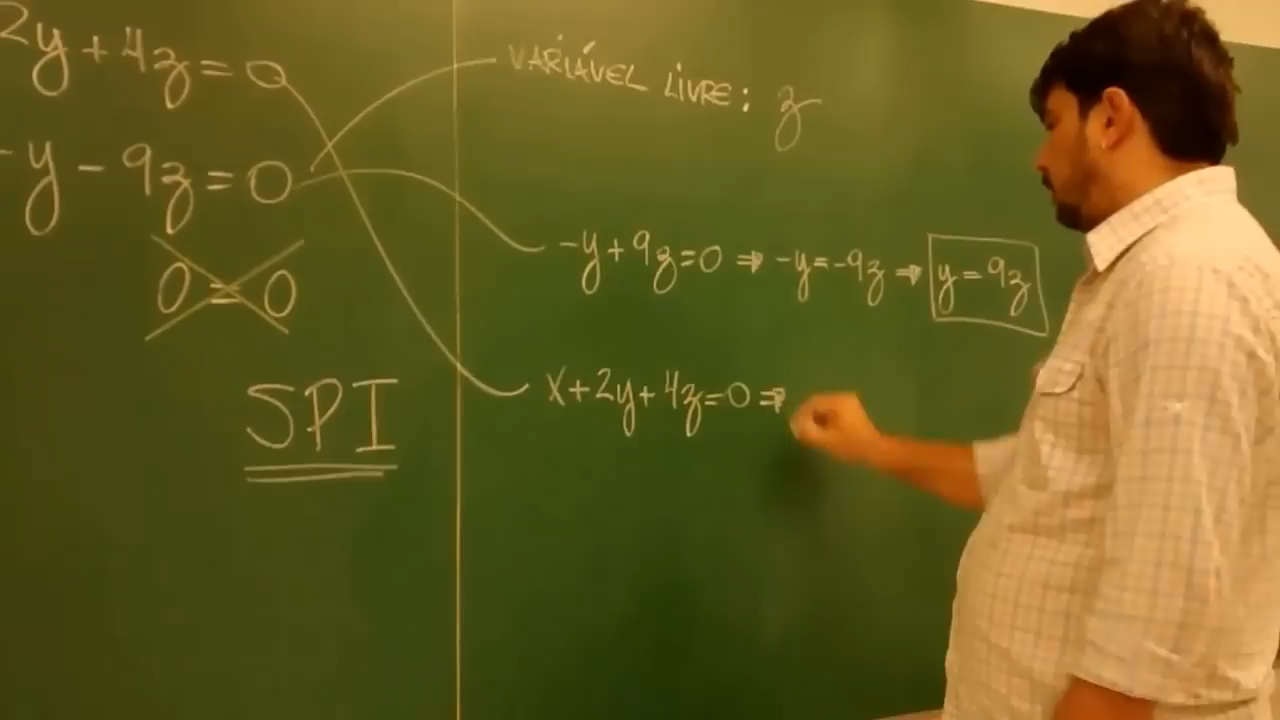 2y + 4z = 0
-y - 9z = 0
0 = 0
SPI
VARIÁVEL LIVRE: z
-y + 9z = 0 ⇒ -y = -9z ⇒ y = 9z
x + 2y + 4z = 0 ⇒